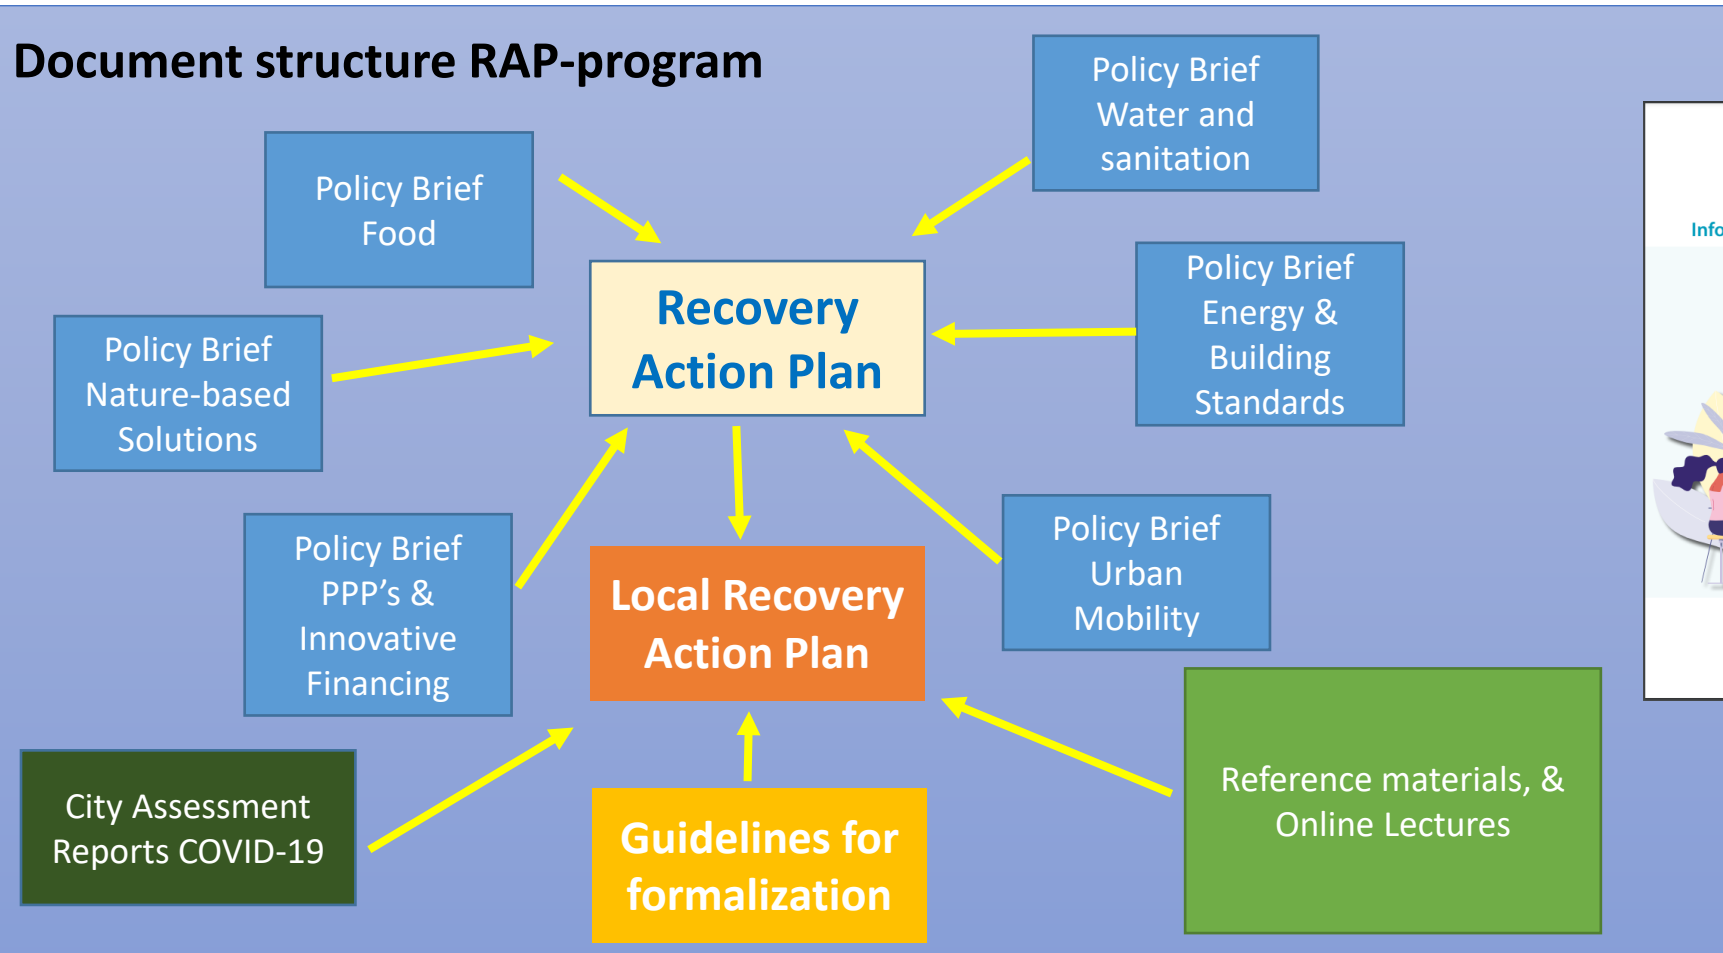 Document structure RAP-program
Policy Brief
Water and
sanitation
Policy Brief
Food
Info
Policy Brief
Energy &
Building
Standards
Recovery
Action Plan
Policy Brief
Nature-based
Solutions
Policy Brief
PPP's &
Innovative
Financing
Policy Brief
Urban
Mobility
Local Recovery
Action Plan
City Assessment
Reports COVID-19
Guidelines for
formalization
Reference materials, &
Online Lectures